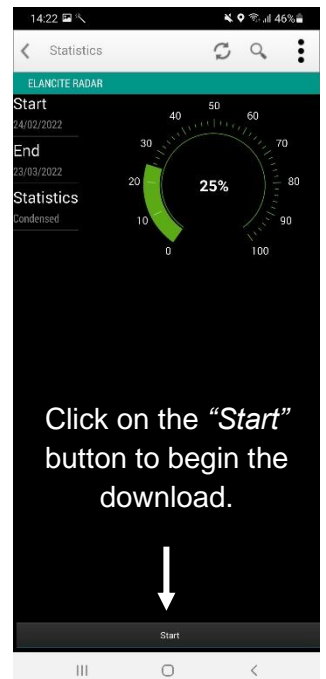 14:22 46%
Statistics
ELANCITE RADAR
Start
24/02/2022
End
23/03/2022
Statistics
Condensed
0
10
20
30
40
50
60
70
80
90
100
25%
Click on the “Start”
button to begin the
download.
Start